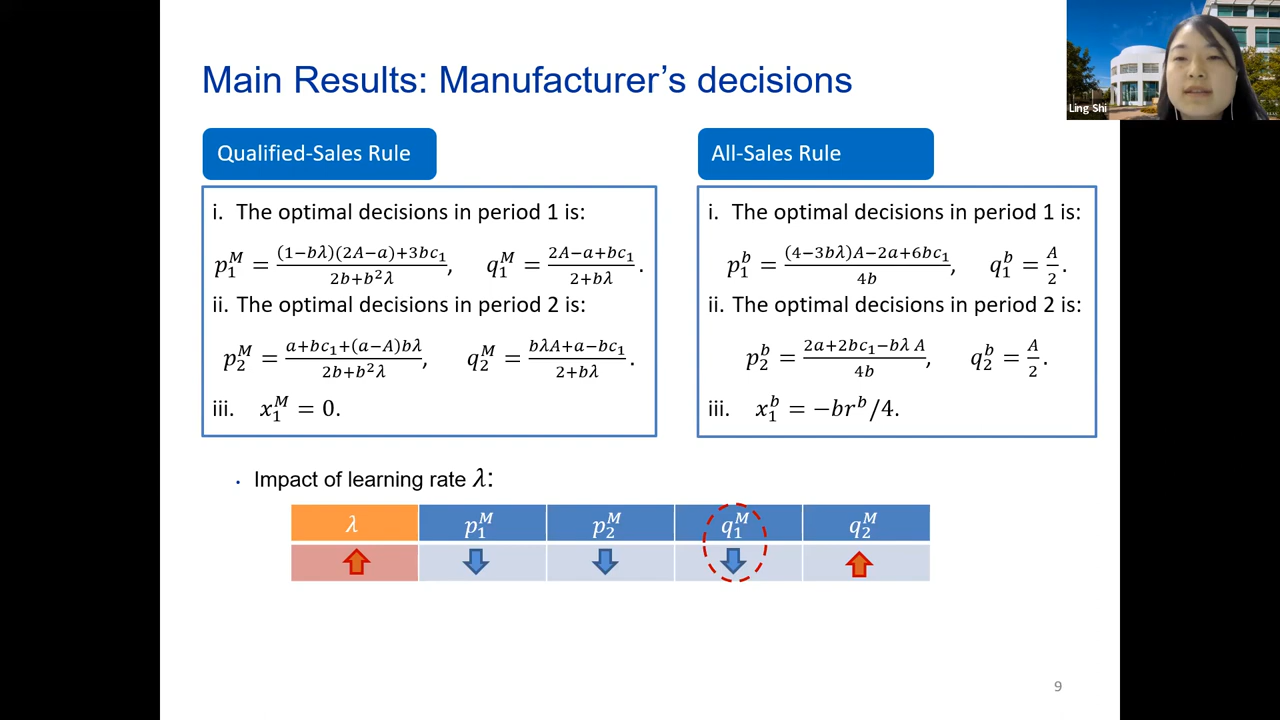 Main Results: Manufacturer's decisions
Ling Shi
Qualified-Sales Rule
i. The optimal decisions in period 1 is:
p₁ᴹ = ((1−bλ)(2A−a)+3bc₁)/(2b+b²λ), q₁ᴹ = (2A−a+bc₁)/(2+bλ).
ii. The optimal decisions in period 2 is:
p₂ᴹ = (a+bc₁+(a−A)bλ)/(2b+b²λ), q₂ᴹ = (bλA+a−bc₁)/(2+bλ).
iii. x₁ᴹ = 0.
All-Sales Rule
i. The optimal decisions in period 1 is:
p₁ᵇ = ((4−3bλ)A−2a+6bc₁)/(4b), q₁ᵇ = A/2.
ii. The optimal decisions in period 2 is:
p₂ᵇ = (2a+2bc₁−bλ A)/(4b), q₂ᵇ = A/2.
iii. x₁ᵇ = −brᵇ/4.
• Impact of learning rate λ:
λ p₁ᴹ p₂ᴹ q₁ᴹ q₂ᴹ
9